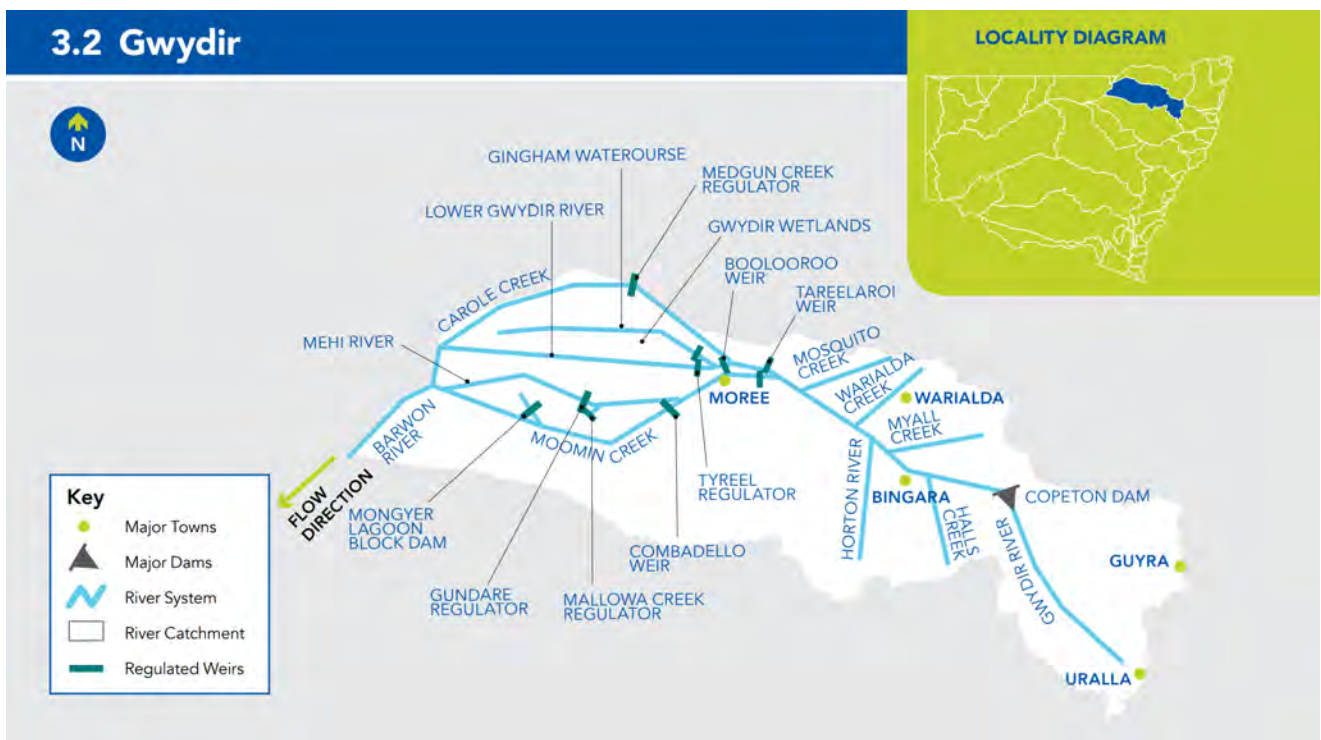 3.2 Gwydir
LOCALITY DIAGRAM
N
GINGHAM WATEROURSE
MEDGUN CREEK
REGULATOR
LOWER GWYDIR RIVER
GWYDIR WETLANDS
BOOLOOROO
WEIR
TAREELAROI
WEIR
CAROLE CREEK
MEHI RIVER
MOSQUITO
CREEK
WARIALDA
CREEK
MOREE
WARIALDA
MYALL
CREEK
BARWON
RIVER
MOOMIN CREEK
HORTON RIVER
TYREEL
REGULATOR
BINGARA
HALLS
CREEK
COPETON DAM
GWYDIR RIVER
GUYRA
URALLA
FLOW
DIRECTION
MONGYER
LAGOON
BLOCK DAM
GUNDARE
REGULATOR
MALLOWA CREEK
REGULATOR
COMBADELLO
WEIR
Key
Major Towns
Major Dams
River System
River Catchment
Regulated Weirs